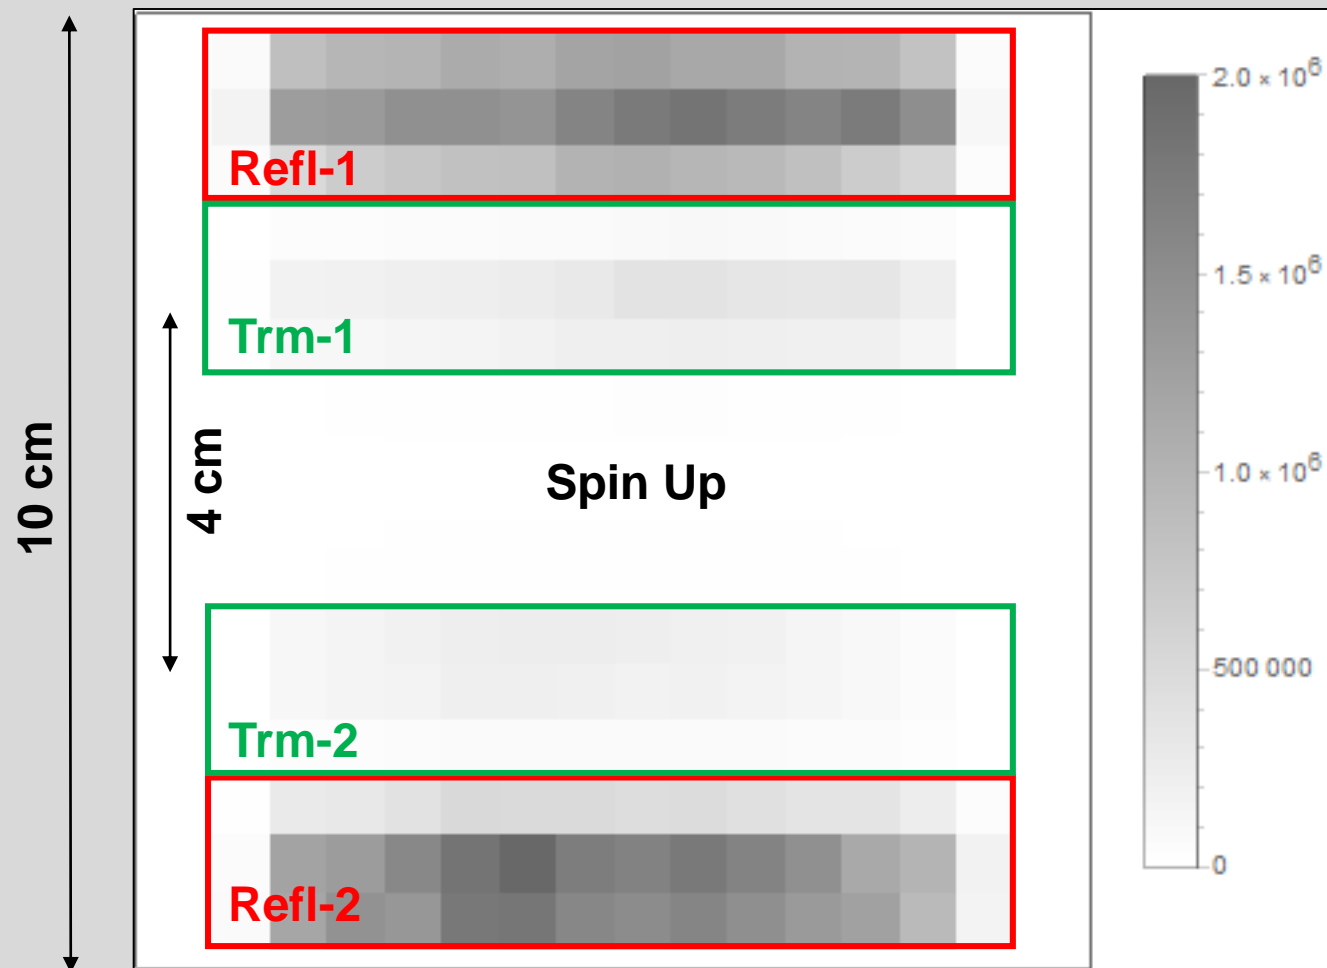 Refl-1
Trm-1
10 cm
4 cm
Spin Up
Trm-2
Refl-2
2.0 × 10⁶
1.5 × 10⁶
1.0 × 10⁶
500 000
0